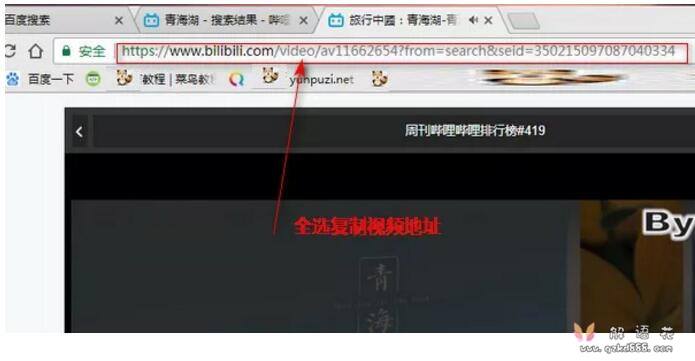 百度搜索
青海湖 - 搜索结果 - 哔哩
旅行中國：青海湖-青
安全
https://www.bilibili.com/video/av11662654?from=search&seid=350215097087040334
百度一下
教程 | 菜鸟教
yunpuzi.net
周刊哔哩哔哩排行榜#419
全选复制视频地址
By
青
海
解语花
www.qzkd666.com